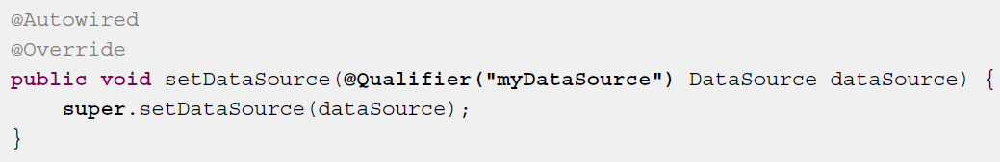 @Autowired
@Override
public void setDataSource(@Qualifier("myDataSource") DataSource dataSource) {
    super.setDataSource(dataSource);
}